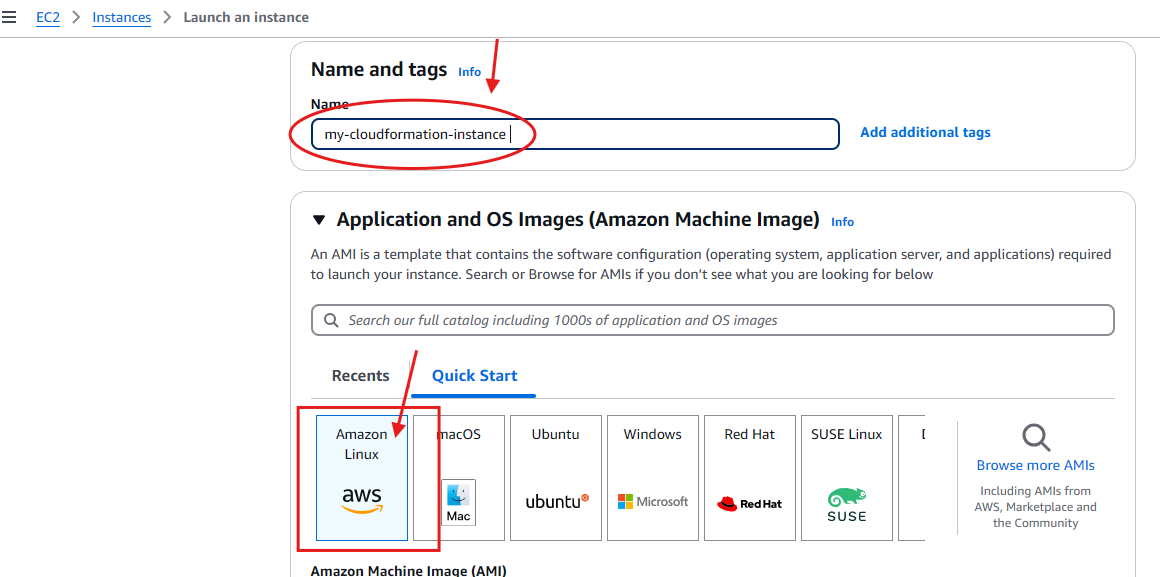 EC2 > Instances > Launch an instance
Name and tags Info
Name
my-cloudformation-instance
Add additional tags
Application and OS Images (Amazon Machine Image) Info
An AMI is a template that contains the software configuration (operating system, application server, and applications) required
to launch your instance. Search or Browse for AMIs if you don’t see what you are looking for below
Search our full catalog including 1000s of application and OS images
Recents
Quick Start
Amazon
Linux
aws
macOS
Mac
Ubuntu
ubuntu
Windows
Microsoft
Red Hat
Red Hat
SUSE Linux
SUSE
Browse more AMIs
Including AMIs from
AWS, Marketplace and
the Community
Amazon Machine Image (AMI)